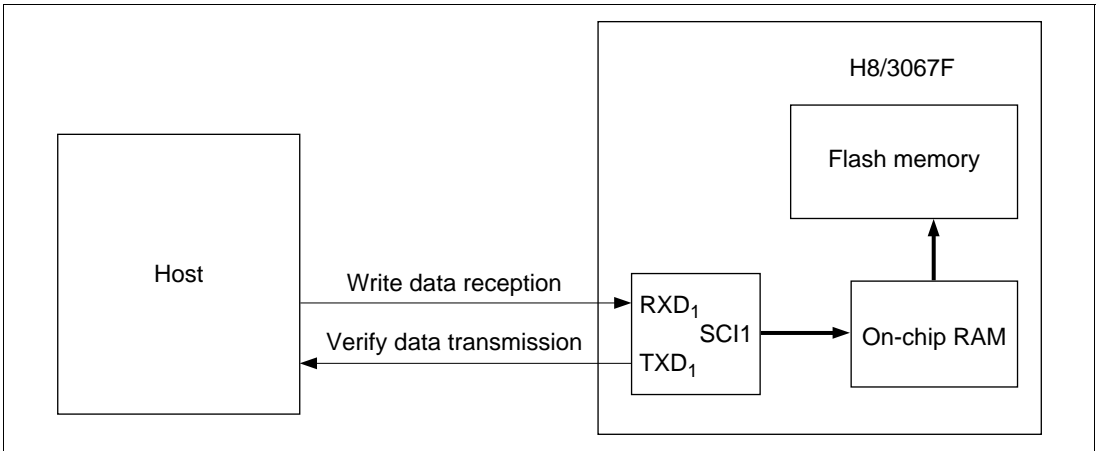 H8/3067F
Flash memory
Host
Write data reception
RXD1
SCI1
On-chip RAM
Verify data transmission
TXD1